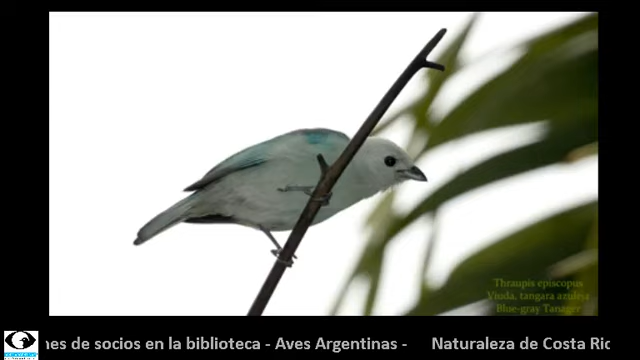 Thraupis episcopus
Viuda, tangara azuleja
Blue-gray Tanager
nes de socios en la biblioteca - Aves Argentinas - Naturaleza de Costa Ric